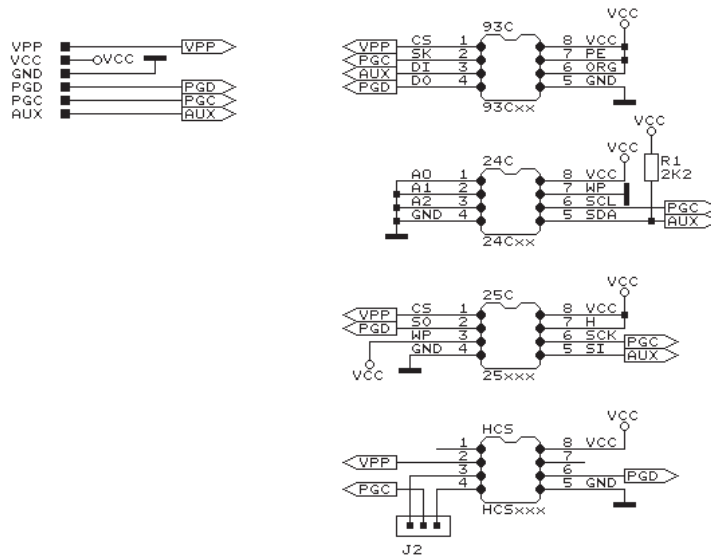 VPP VPP
VCC VCC
GND
PGD PGD
PGC PGC
AUX AUX
VCC
93C
VPP CS 1 8 VCC
PGC SK 2 7 PE
AUX DI 3 6 ORG
PGD DO 4 5 GND
93Cxx
VCC
VCC
R1
2K2
24C
A0 1 8 VCC
A1 2 7 WP
A2 3 6 SCL PGC
GND 4 5 SDA AUX
24Cxx
VCC
25C
VPP CS 1 8 VCC
PGD SO 2 7 H
WP 3 6 SCK PGC
GND 4 5 SI AUX
VCC
25xxx
VCC
HCS
1 8 VCC
VPP 2 7
3 6 PGD
PGC 4 5 GND
HCSxxx
J2